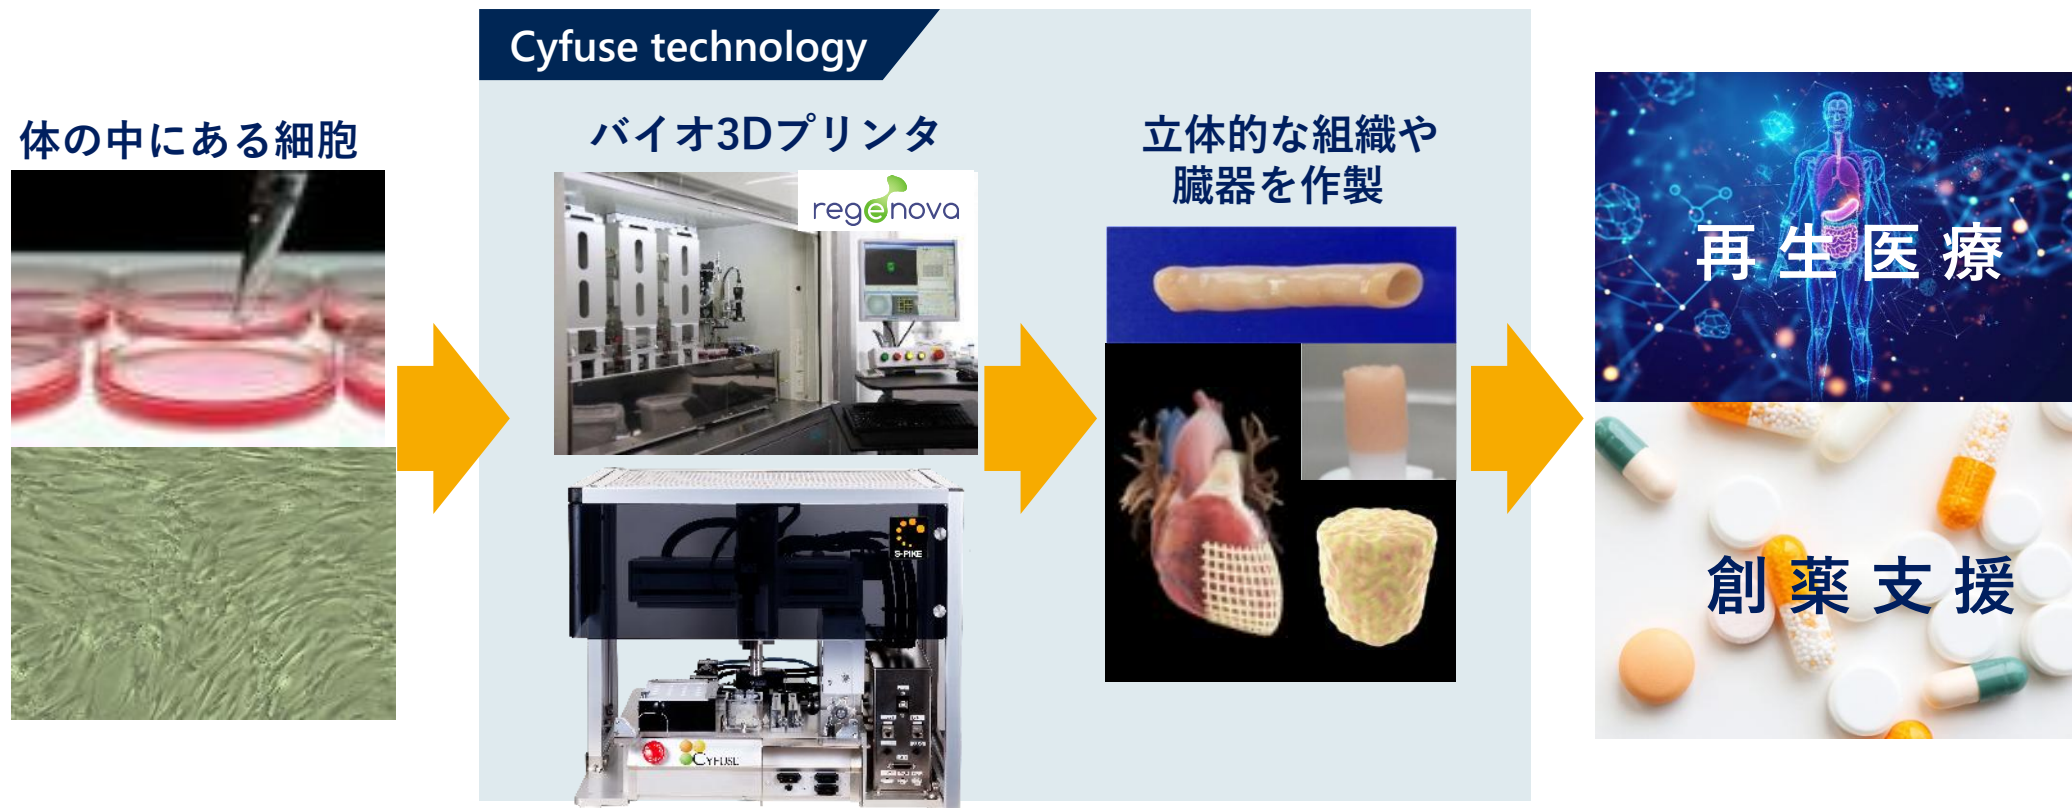 Cyfuse technology
体の中にある細胞
バイオ3Dプリンタ
regenova
S-PIKE
CYFUSE
立体的な組織や
臓器を作製
再生医療
創薬支援